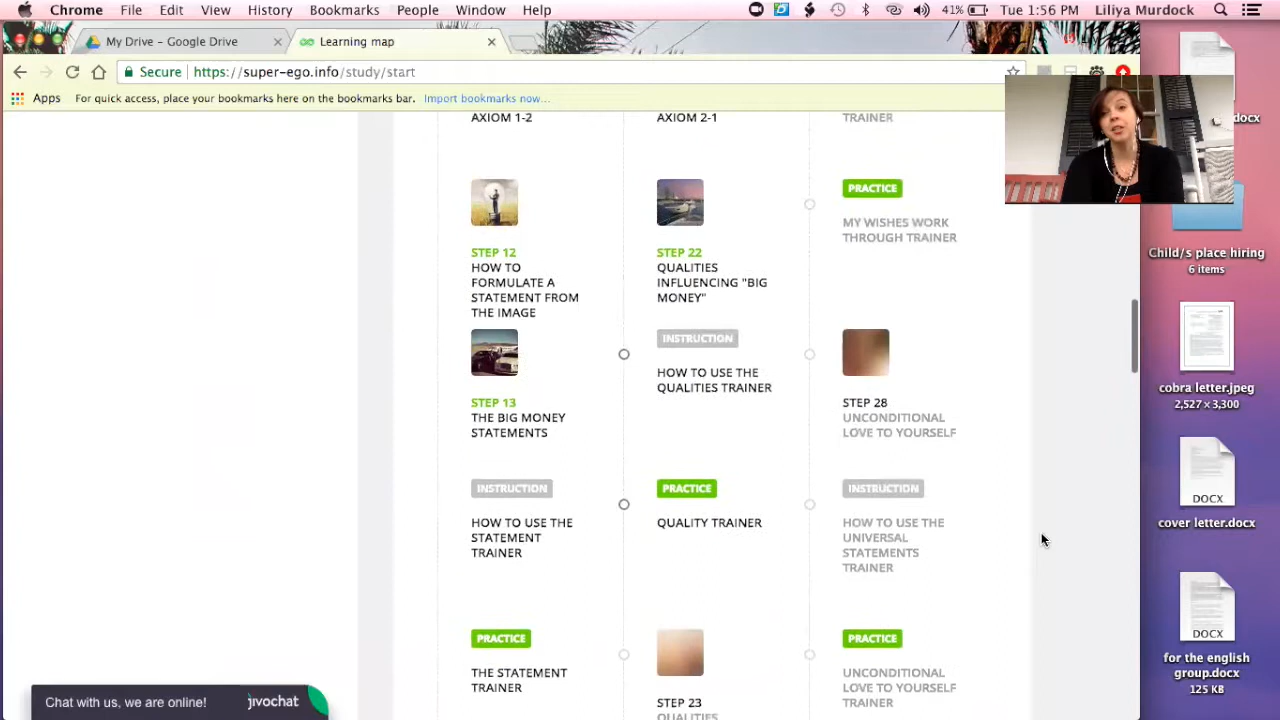 Chrome File Edit View History Bookmarks People Window Help 41% Tue 1:56 PM Liliya Murdock
My Drive - Google Drive × Learning map ×
Secure https://super-ego.info/study/start
Apps For quick access, place your bookmarks here on the bookmarks bar. Import bookmarks now...
AXIOM 1-2
STEP 12
HOW TO
FORMULATE A
STATEMENT FROM
THE IMAGE
STEP 13
THE BIG MONEY
STATEMENTS
INSTRUCTION
HOW TO USE THE
STATEMENT
TRAINER
PRACTICE
THE STATEMENT
TRAINER
AXIOM 2-1
STEP 22
QUALITIES
INFLUENCING "BIG
MONEY"
INSTRUCTION
HOW TO USE THE
QUALITIES TRAINER
PRACTICE
QUALITY TRAINER
STEP 23
QUALITIES
TRAINER
PRACTICE
MY WISHES WORK
THROUGH TRAINER
STEP 28
UNCONDITIONAL
LOVE TO YOURSELF
INSTRUCTION
HOW TO USE THE
UNIVERSAL
STATEMENTS
TRAINER
PRACTICE
UNCONDITIONAL
LOVE TO YOURSELF
TRAINER
Chat with us, we are online! jivochat
docx
Child/s place hiring
6 items
cobra letter.jpeg
2,527 × 3,300
DOCX
cover letter.docx
DOCX
for the english
group.docx
125 KB